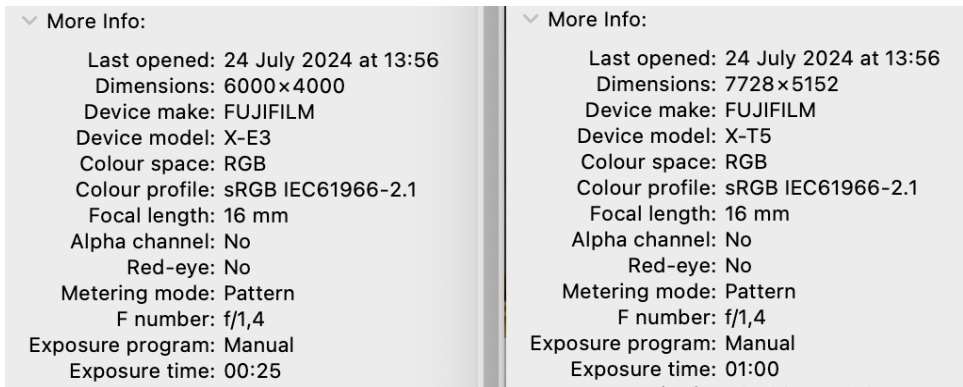 More Info:
Last opened: 24 July 2024 at 13:56
Dimensions: 6000×4000
Device make: FUJIFILM
Device model: X-E3
Colour space: RGB
Colour profile: sRGB IEC61966-2.1
Focal length: 16 mm
Alpha channel: No
Red-eye: No
Metering mode: Pattern
F number: f/1,4
Exposure program: Manual
Exposure time: 00:25
More Info:
Last opened: 24 July 2024 at 13:56
Dimensions: 7728×5152
Device make: FUJIFILM
Device model: X-T5
Colour space: RGB
Colour profile: sRGB IEC61966-2.1
Focal length: 16 mm
Alpha channel: No
Red-eye: No
Metering mode: Pattern
F number: f/1,4
Exposure program: Manual
Exposure time: 01:00